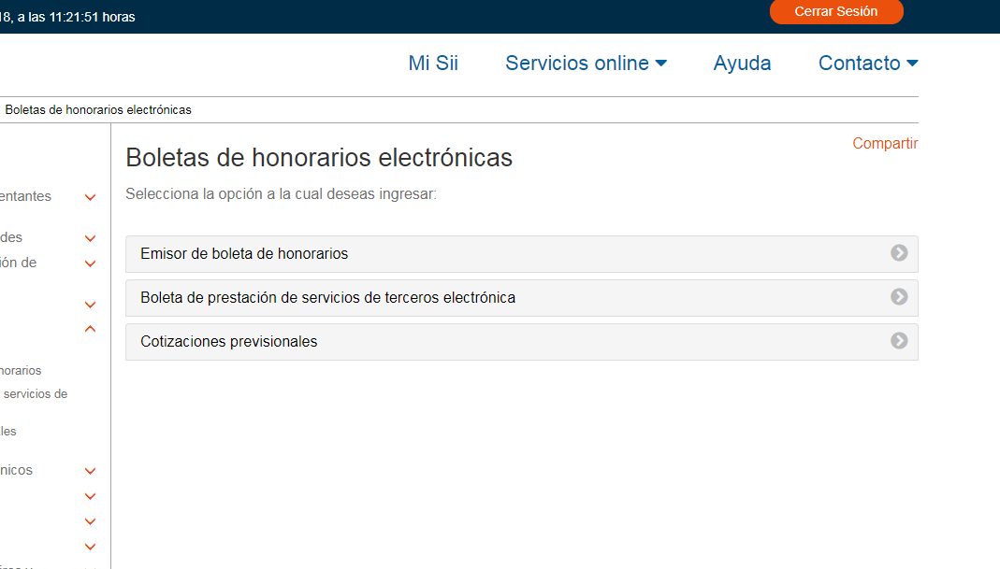 18, a las 11:21:51 horas
Cerrar Sesión
Mi Sii
Servicios online
Ayuda
Contacto
Boletas de honorarios electrónicas
Compartir
Boletas de honorarios electrónicas
Selecciona la opción a la cual deseas ingresar:
Emisor de boleta de honorarios
Boleta de prestación de servicios de terceros electrónica
Cotizaciones previsionales
entantes
des
ión de
norarios
servicios de
les
nicos